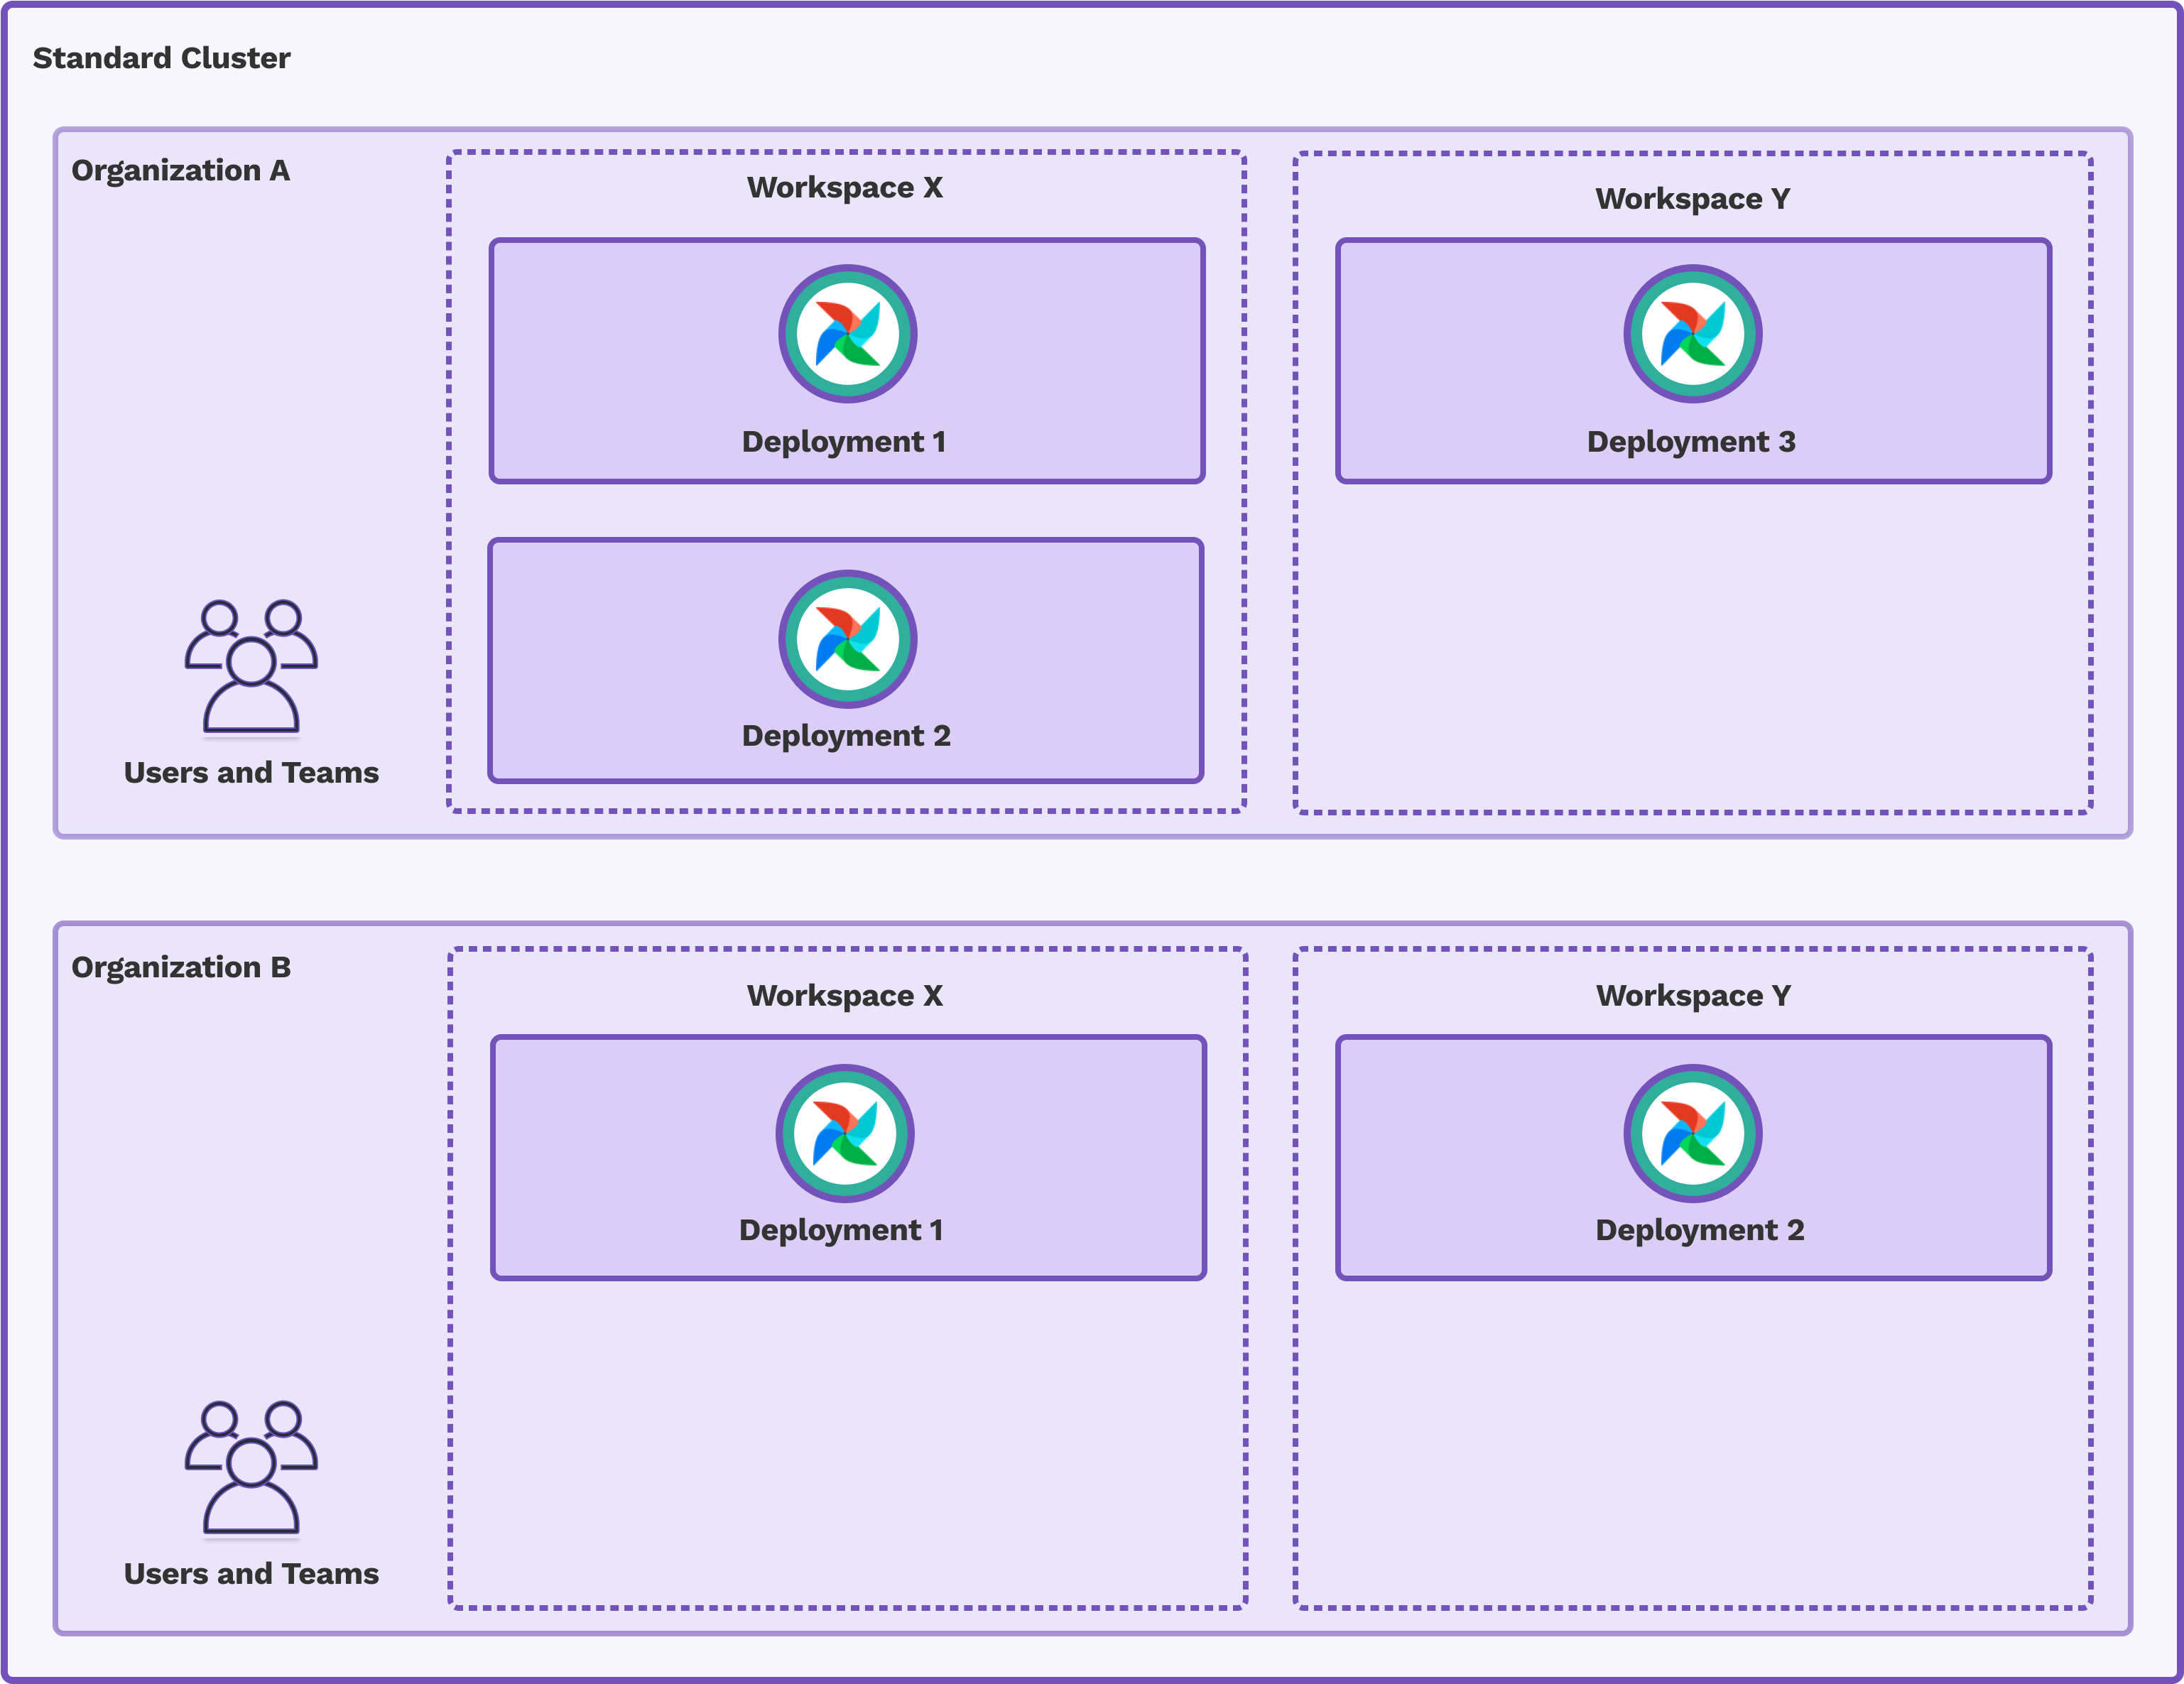 Standard Cluster
Organization A
Workspace X
Workspace Y
Deployment 1
Deployment 3
Deployment 2
Users and Teams
Organization B
Workspace X
Workspace Y
Deployment 1
Deployment 2
Users and Teams